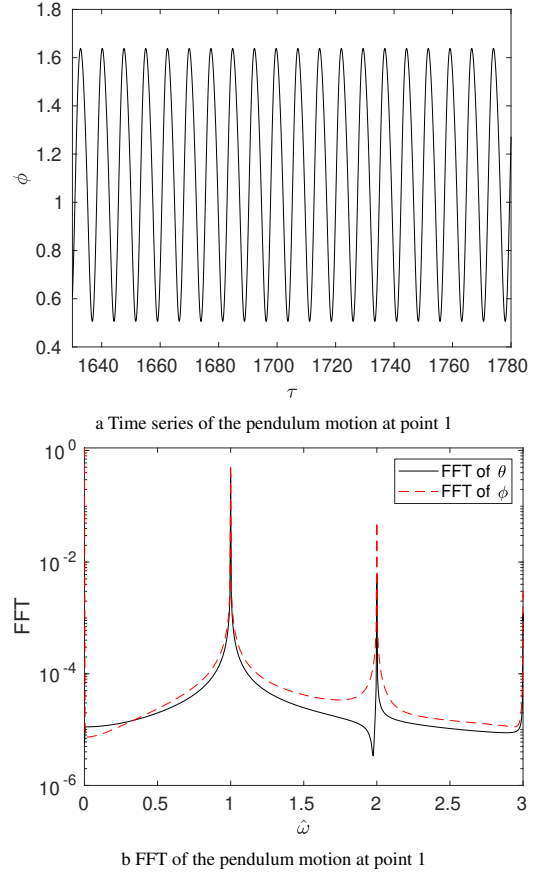 1.8
1.6
1.4
1.2
1
0.8
0.6
0.4
ϕ
1640 1660 1680 1700 1720 1740 1760 1780
τ
a Time series of the pendulum motion at point 1
10^0
10^-2
10^-4
10^-6
FFT
FFT of θ
FFT of ϕ
0 0.5 1 1.5 2 2.5 3
ω̂
b FFT of the pendulum motion at point 1